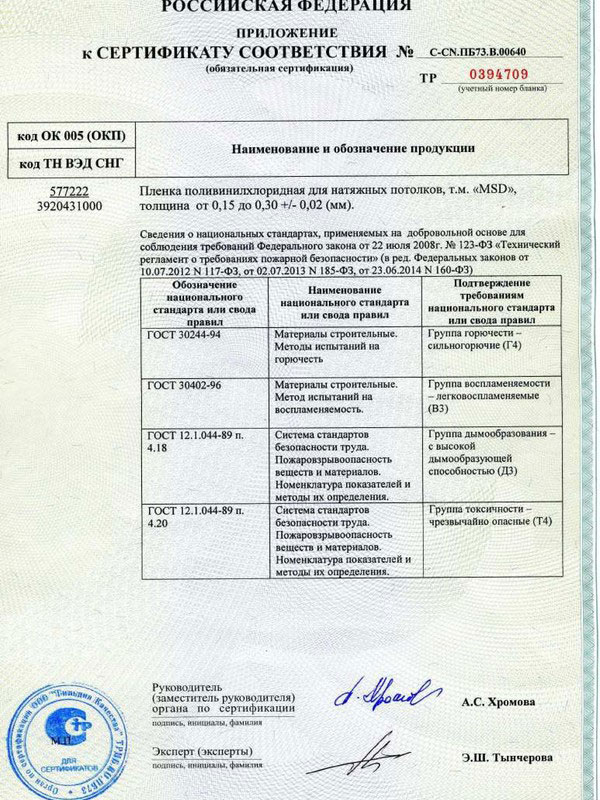 РОССИЙСКАЯ ФЕДЕРАЦИЯ
ПРИЛОЖЕНИЕ
к СЕРТИФИКАТУ СООТВЕТСТВИЯ № C-CN.ПБ73.В.00640
(обязательная сертификация)
ТР 0394709
(учетный номер бланка)
код ОК 005 (ОКП)
код ТН ВЭД СНГ
Наименование и обозначение продукции
577222
3920431000
Пленка поливинилхлоридная для натяжных потолков, т.м. «MSD»,
толщина от 0,15 до 0,30 +/- 0,02 (мм).
Сведения о национальных стандартах, применяемых на добровольной основе для
соблюдения требований Федерального закона от 22 июля 2008г. № 123-ФЗ «Технический
регламент о требованиях пожарной безопасности» (в ред. Федеральных законов от
10.07.2012 N 117-ФЗ, от 02.07.2013 N 185-ФЗ, от 23.06.2014 N 160-ФЗ)
Обозначение
национального
стандарта или свода
правил
Наименование
национального стандарта
или свода правил
Подтверждение
требованиям
национального стандарта
или свода правил
ГОСТ 30244-94
Материалы строительные.
Методы испытаний на
горючесть
Группа горючести –
сильногорючие (Г4)
ГОСТ 30402-96
Материалы строительные.
Метод испытаний на
воспламеняемость.
Группа воспламеняемости
– легковоспламеняемые
(В3)
ГОСТ 12.1.044-89 п.
4.18
Система стандартов
безопасности труда.
Пожаровзрывоопасность
веществ и материалов.
Номенклатура показателей и
методы их определения.
Группа дымообразования –
с высокой
дымообразующей
способностью (Д3)
ГОСТ 12.1.044-89 п.
4.20
Система стандартов
безопасности труда.
Пожаровзрывоопасность
веществ и материалов.
Номенклатура показателей и
методы их определения.
Группа токсичности –
чрезвычайно опасные (Т4)
Руководитель
(заместитель руководителя)
органа по сертификации
подпись, инициалы, фамилия
А.С. Хромова
Эксперт (эксперты)
подпись, инициалы, фамилия
Э.Ш. Тынчерова
Орган по сертификации ООО "Гильдия Качества"
М.П.
ДЛЯ
СЕРТИФИКАТОВ